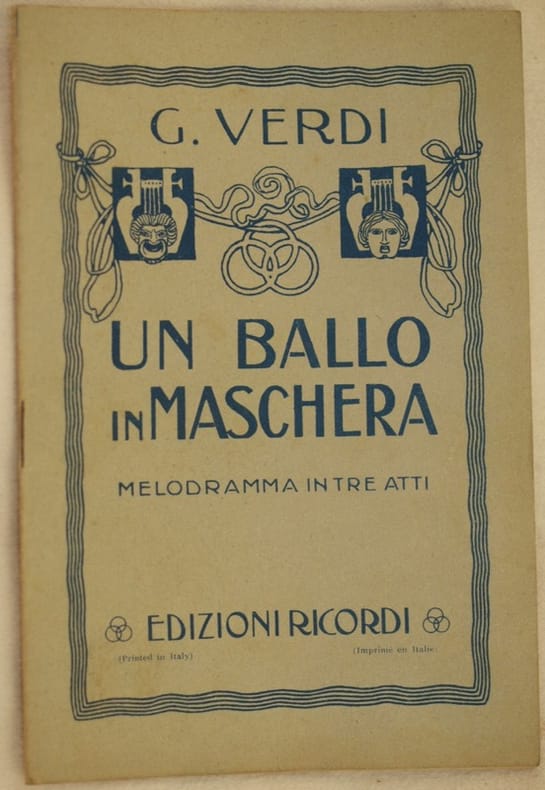 G. VERDI
UN BALLO
IN MASCHERA
MELODRAMMA IN TRE ATTI
EDIZIONI RICORDI
(Printed in Italy)
(Imprimé en Italie)